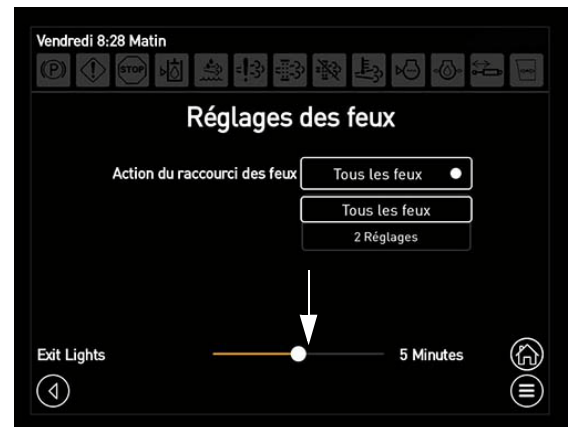 Vendredi 8:28 Matin
(P) STOP
Réglages des feux
Action du raccourci des feux Tous les feux
Tous les feux
2 Réglages
Exit Lights 5 Minutes